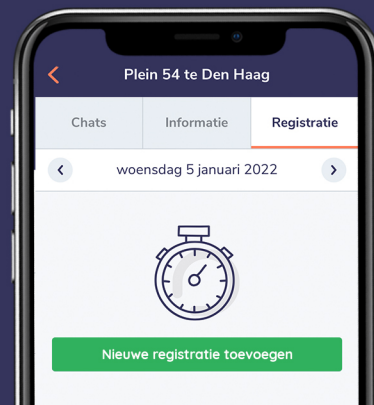 Plein 54 te Den Haag
Chats Informatie Registratie
woensdag 5 januari 2022
Nieuwe registratie toevoegen